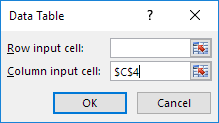 Data Table
Row input cell:
Column input cell: $C$4
OK Cancel